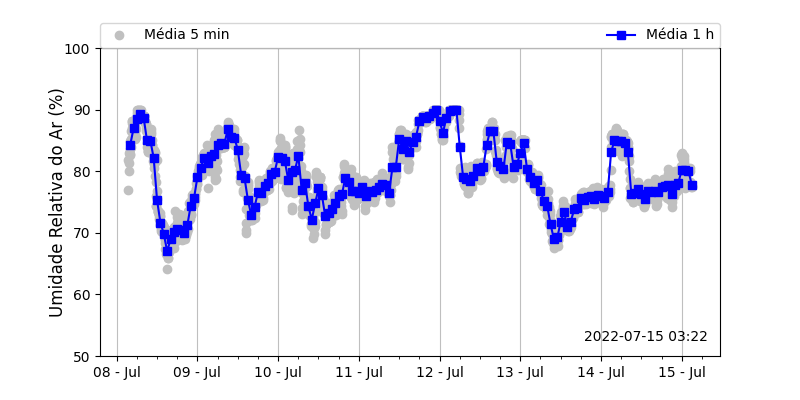 Média 5 min
Média 1 h
Umidade Relativa do Ar (%)
100
90
80
70
60
50
2022-07-15 03:22
08 - Jul
09 - Jul
10 - Jul
11 - Jul
12 - Jul
13 - Jul
14 - Jul
15 - Jul